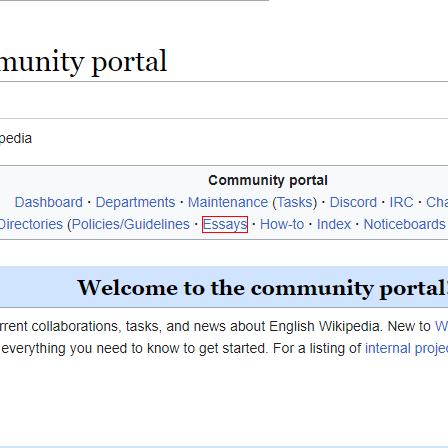 munity portal
pedia
Community portal
Dashboard · Departments · Maintenance (Tasks) · Discord · IRC · Cha
Directories (Policies/Guidelines · Essays · How-to · Index · Noticeboards
Welcome to the community portal!
rrent collaborations, tasks, and news about English Wikipedia. New to W
everything you need to know to get started. For a listing of internal proje